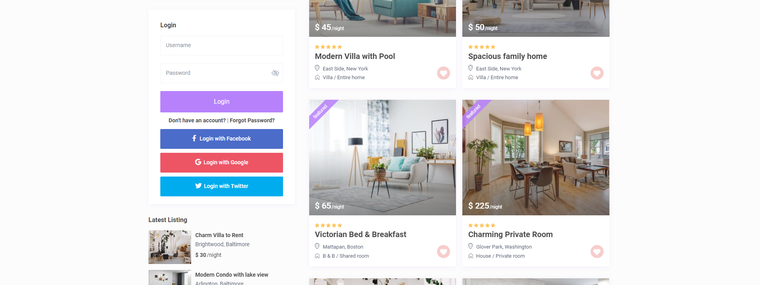 Login
Username
Password
Login
Don't have an account? | Forgot Password?
Login with Facebook
Login with Google
Login with Twitter
Latest Listing
Charm Villa to Rent
Brightwood, Baltimore
$ 30/night
Modern Condo with lake view
Arlington, Baltimore
$ 45/night
Modern Villa with Pool
East Side, New York
Villa / Entire home
$ 50/night
Spacious family home
East Side, New York
Villa / Entire home
featured
$ 65/night
Victorian Bed & Breakfast
Mattapan, Boston
B & B / Shared room
featured
$ 225/night
Charming Private Room
Glover Park, Washington
House / Private room